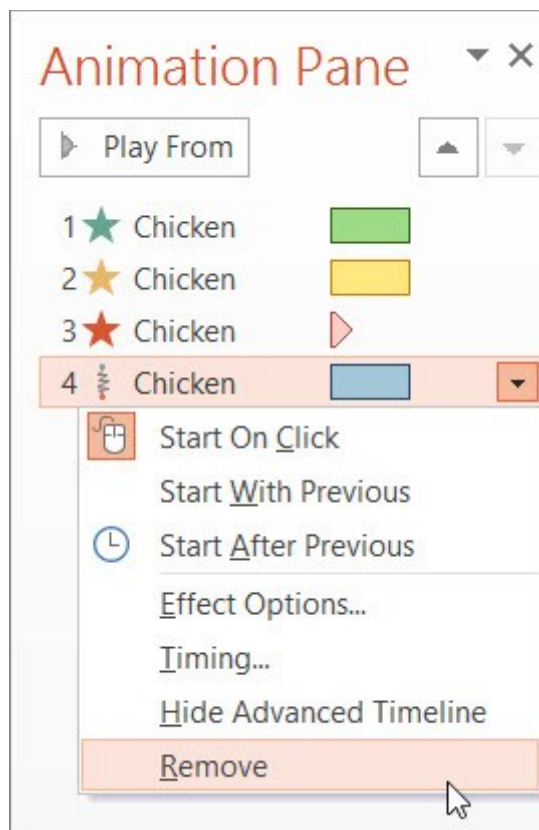 Animation Pane
Play From
1 Chicken
2 Chicken
3 Chicken
4 Chicken
Start On Click
Start With Previous
Start After Previous
Effect Options...
Timing...
Hide Advanced Timeline
Remove